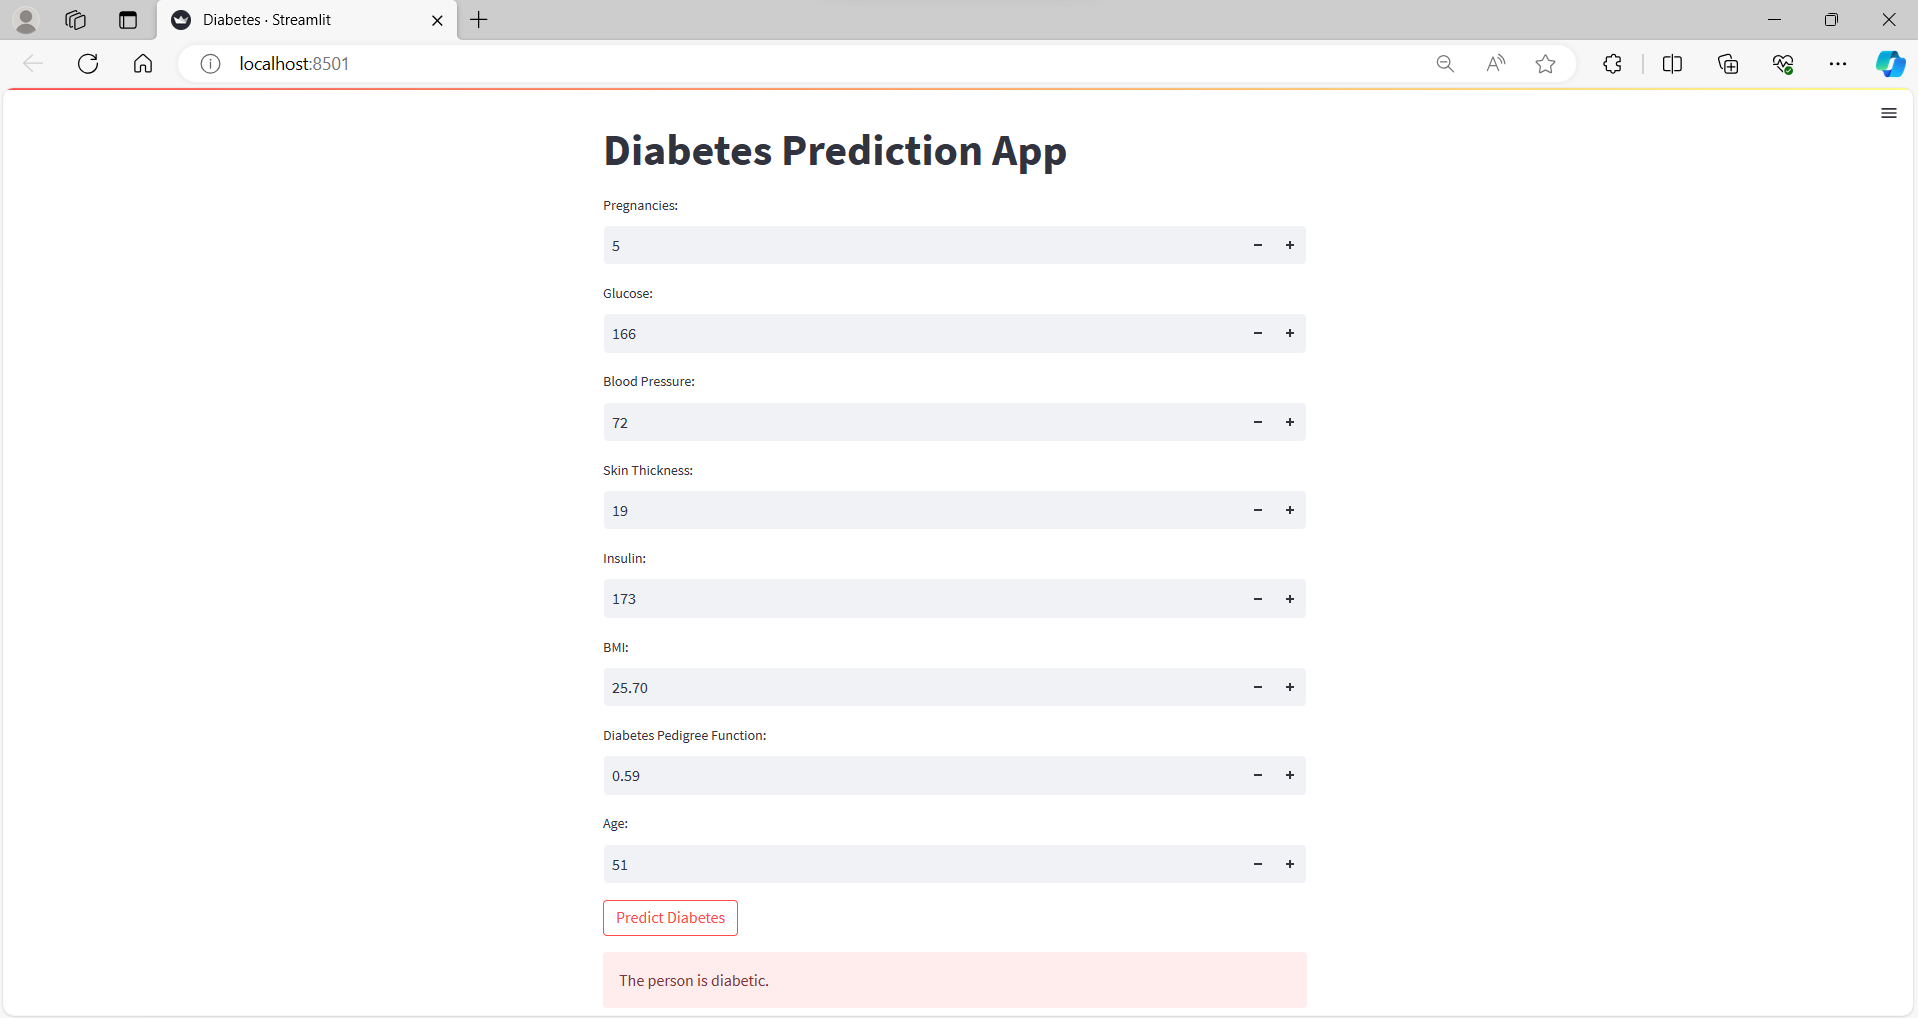 Diabetes · Streamlit
localhost:8501
Diabetes Prediction App
Pregnancies:
5
Glucose:
166
Blood Pressure:
72
Skin Thickness:
19
Insulin:
173
BMI:
25.70
Diabetes Pedigree Function:
0.59
Age:
51
Predict Diabetes
The person is diabetic.